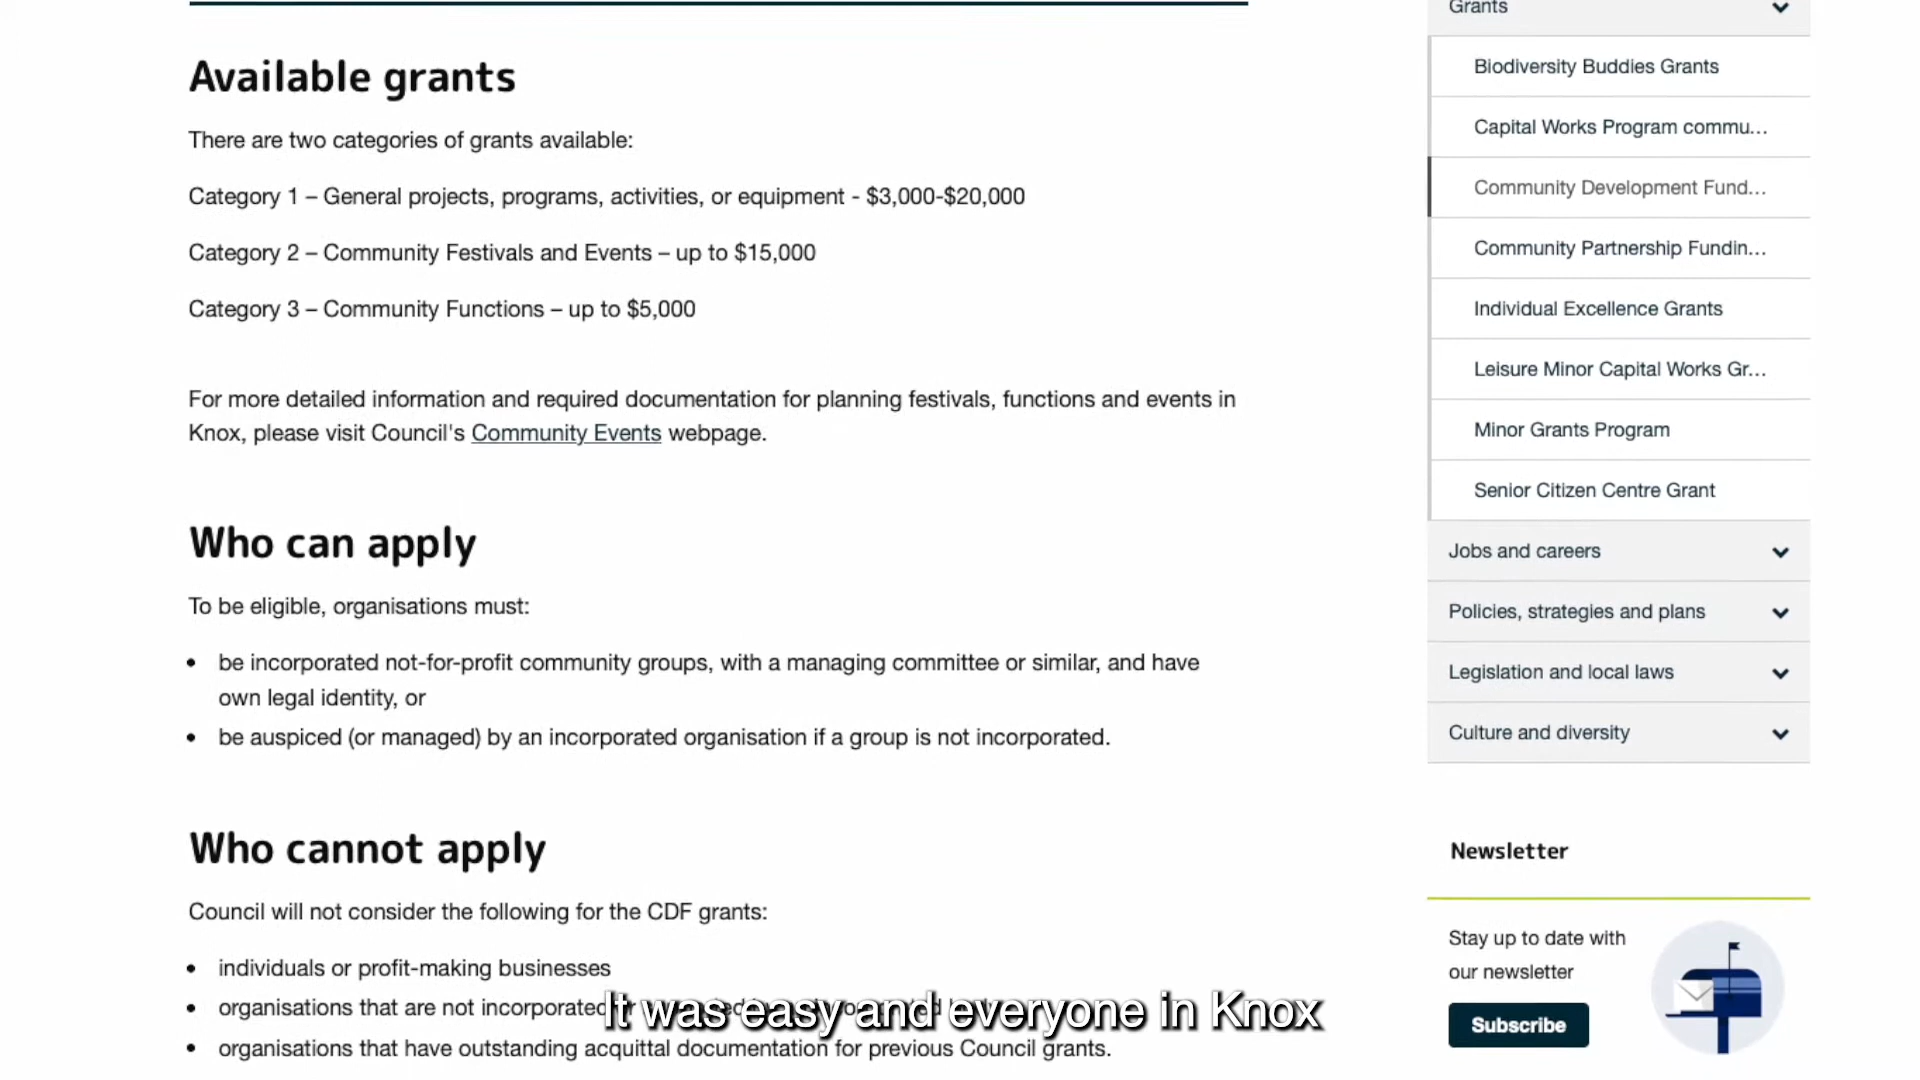 Available grants
There are two categories of grants available:
Category 1 – General projects, programs, activities, or equipment - $3,000-$20,000
Category 2 – Community Festivals and Events – up to $15,000
Category 3 – Community Functions – up to $5,000
For more detailed information and required documentation for planning festivals, functions and events in
Knox, please visit Council's Community Events webpage.
Who can apply
To be eligible, organisations must:
• be incorporated not-for-profit community groups, with a managing committee or similar, and have
own legal identity, or
• be auspiced (or managed) by an incorporated organisation if a group is not incorporated.
Who cannot apply
Council will not consider the following for the CDF grants:
• individuals or profit-making businesses
• organisations that are not incorporated
• organisations that have outstanding acquittal documentation for previous Council grants.
It was easy and everyone in Knox
Grants
Biodiversity Buddies Grants
Capital Works Program commu...
Community Development Fund...
Community Partnership Fundin...
Individual Excellence Grants
Leisure Minor Capital Works Gr...
Minor Grants Program
Senior Citizen Centre Grant
Jobs and careers
Policies, strategies and plans
Legislation and local laws
Culture and diversity
Newsletter
Stay up to date with
our newsletter
Subscribe